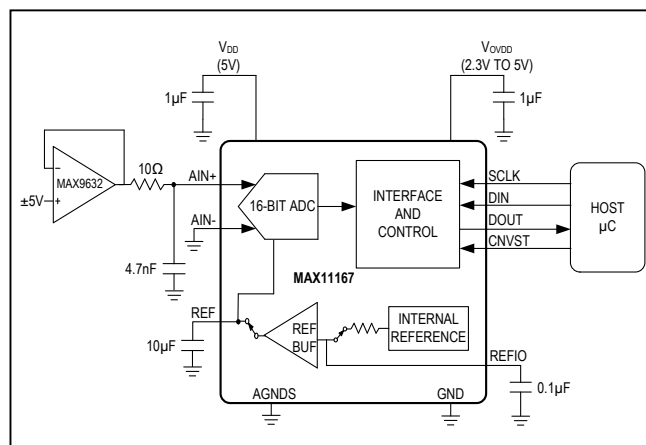 VDD
(5V)
VOVDD
(2.3V TO 5V)
1µF
1µF
MAX9632
±5V
-
+
10Ω
4.7nF
AIN+
AIN-
16-BIT ADC
INTERFACE
AND
CONTROL
SCLK
DIN
DOUT
CNVST
HOST
µC
MAX11167
REF
10µF
REF
BUF
INTERNAL
REFERENCE
REFIO
0.1µF
AGNDS
GND